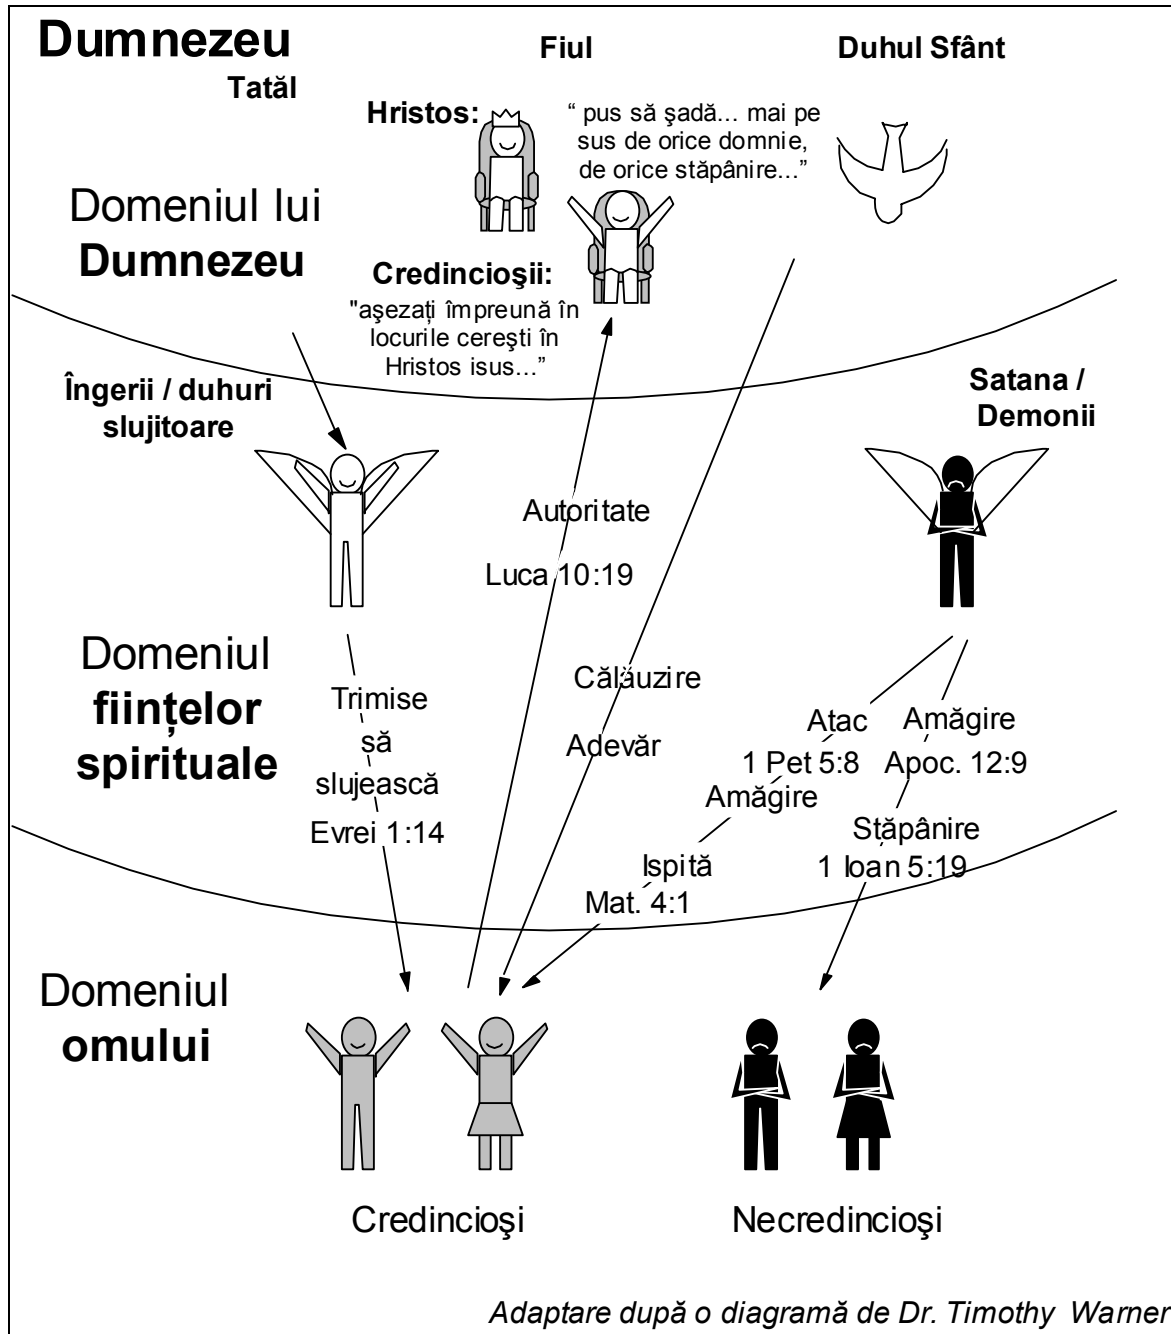 Dumnezeu
Tatăl
Fiul
Duhul Sfânt
Hristos:
“ pus să şadă... mai pe
sus de orice domnie,
de orice stăpânire...”
Domeniul lui
Dumnezeu
Credincioşii:
"aşezați împreună în
locurile cereşti în
Hristos isus...”
Îngerii / duhuri
slujitoare
Satana /
Demonii
Autoritate
Luca 10:19
Domeniul
ființelor
spirituale
Trimise
să
slujească
Evrei 1:14
Călăuzire
Adevăr
Atac
1 Pet 5:8
Amăgire
Ispită
Mat. 4:1
Amăgire
Apoc. 12:9
Stăpânire
1 Ioan 5:19
Domeniul
omului
Credincioşi
Necredincioşi
Adaptare după o diagramă de Dr. Timothy Warner